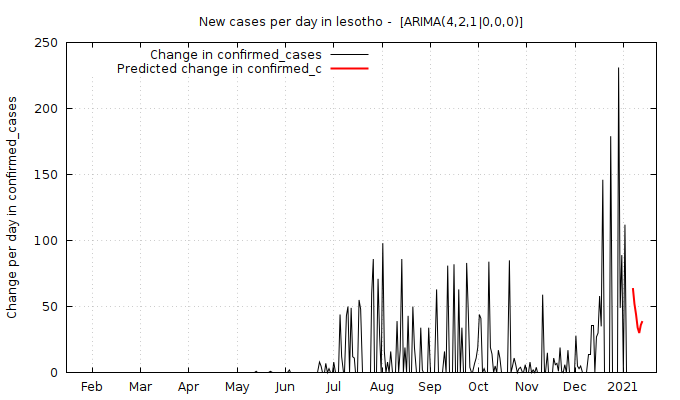 New cases per day in lesotho - [ARIMA(4,2,1|0,0,0)]
Change in confirmed_cases
Predicted change in confirmed_c
Change per day in confirmed_cases
250
200
150
100
50
0
Feb Mar Apr May Jun Jul Aug Sep Oct Nov Dec 2021